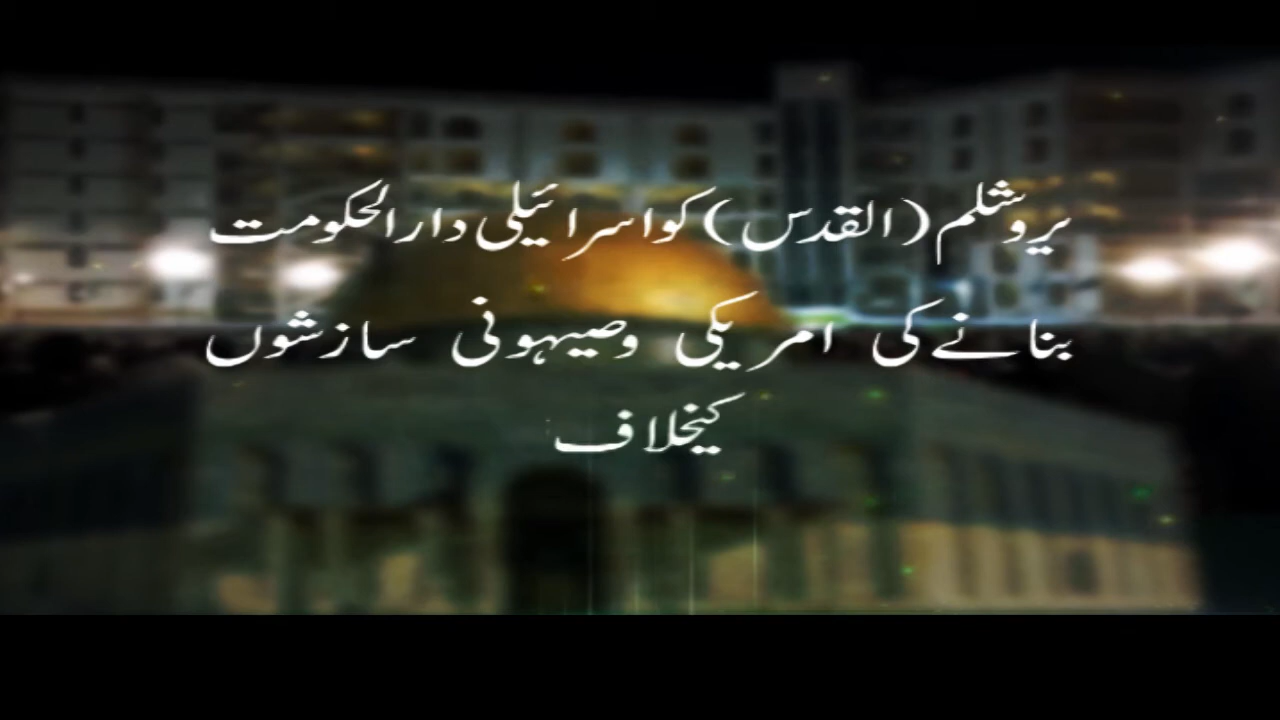 یروشلم (القدس) کو اسرائیلی دارالحکومت
بنانے کی امریکی وصیہونی سازشوں
کیخلاف